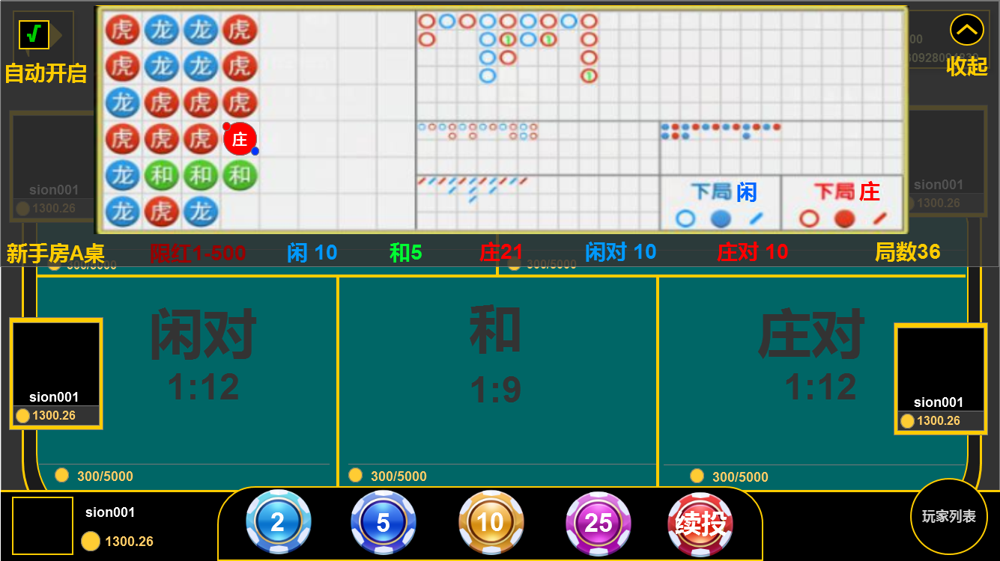 虎 龙 龙 虎
虎 龙 龙 虎
龙 虎 虎 虎
虎 虎 虎 庄
龙 和 和 和
龙 虎 龙
1 1
1
√
自动开启
收起
下局 闲
下局 庄
sion001
1300.26
sion001
1300.26
新手房A桌 限红1-500 闲 10 和5 庄21 闲对 10 庄对 10 局数36
300/5000
300/5000
闲对
1:12
和
1:9
庄对
1:12
sion001
1300.26
sion001
1300.26
300/5000
300/5000
300/5000
sion001
1300.26
2
5
10
25
续投
玩家列表